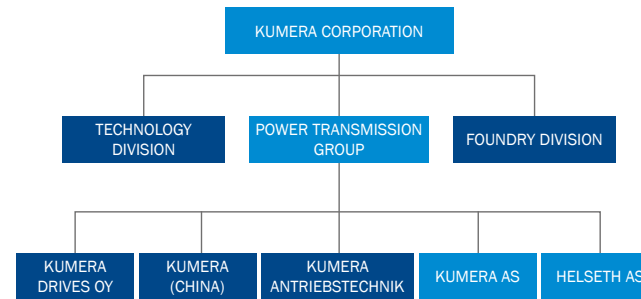 KUMERA CORPORATION
TECHNOLOGY
DIVISION
POWER TRANSMISSION
GROUP
FOUNDRY DIVISION
KUMERA
DRIVES OY
KUMERA
(CHINA)
KUMERA
ANTRIEBSTECHNIK
KUMERA AS
HELSETH AS